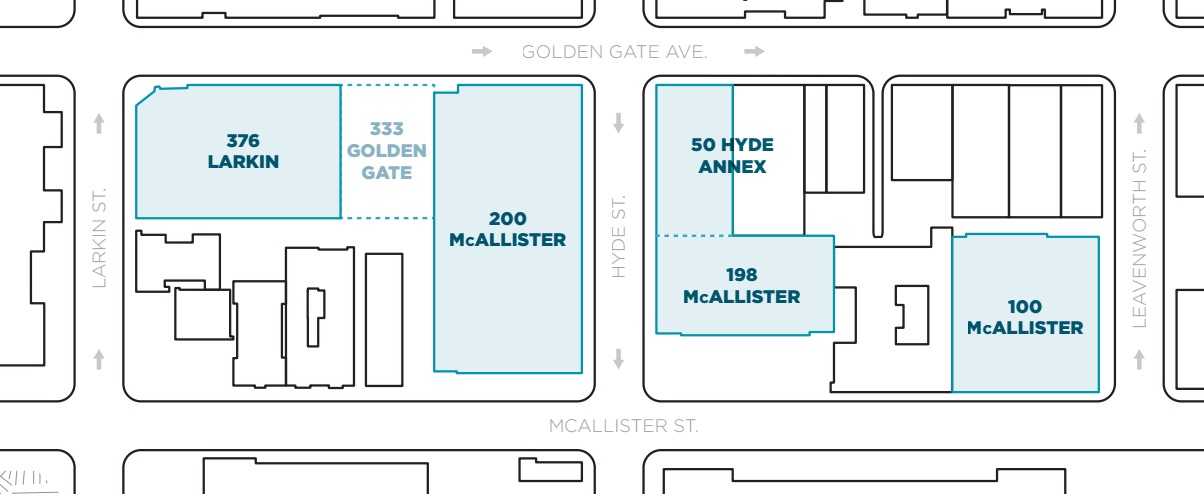 GOLDEN GATE AVE.
376
LARKIN
333
GOLDEN
GATE
200
McALLISTER
50 HYDE
ANNEX
198
McALLISTER
100
McALLISTER
LARKIN ST.
HYDE ST.
LEAVENWORTH ST.
MCALLISTER ST.